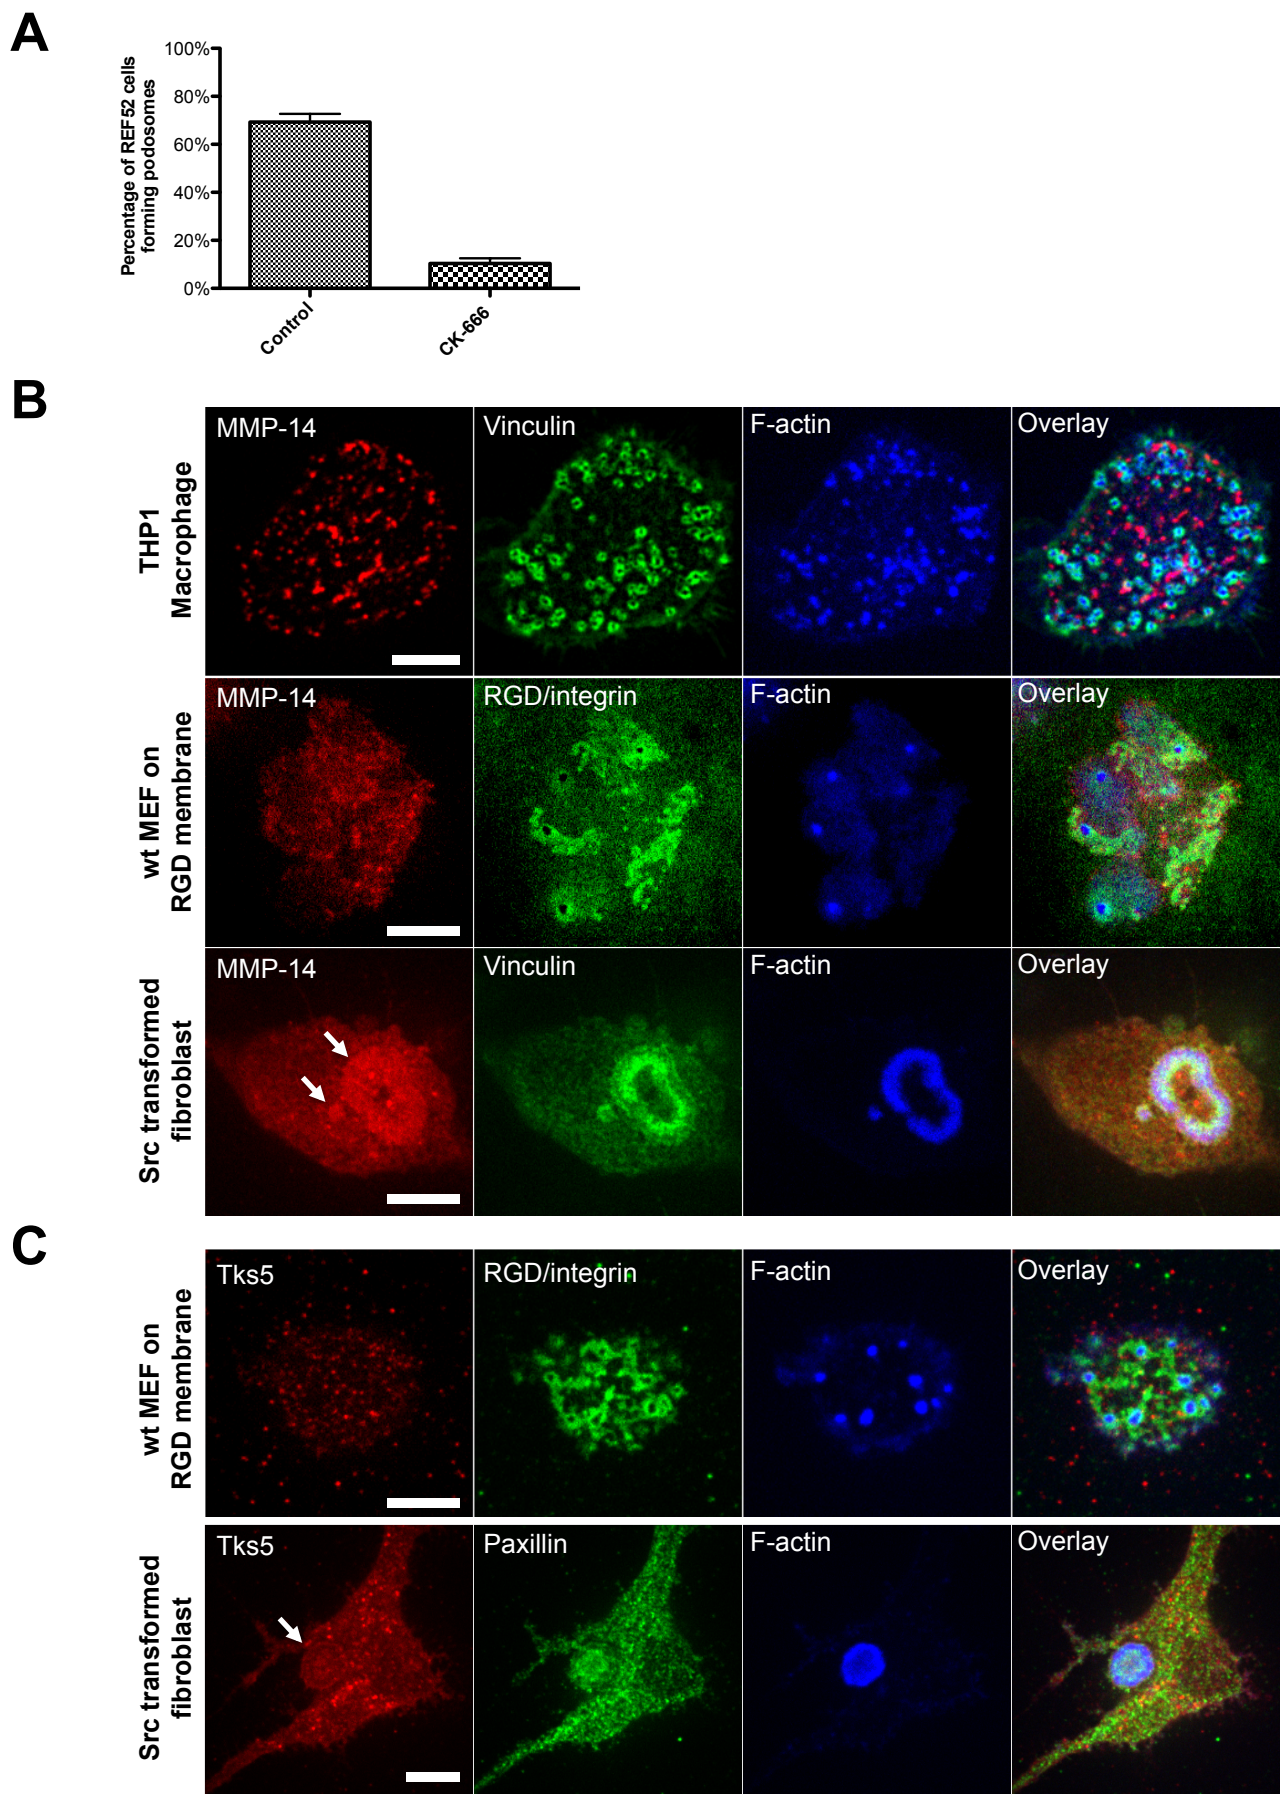 A
Percentage of REF52 cells
forming podosomes
100%
80%
60%
40%
20%
0%
Control
CK-666
B
THP1
Macrophage
MMP-14
Vinculin
F-actin
Overlay
wt MEF on
RGD membrane
MMP-14
RGD/integrin
F-actin
Overlay
Src transformed
fibroblast
MMP-14
Vinculin
F-actin
Overlay
C
wt MEF on
RGD membrane
Tks5
RGD/integrin
F-actin
Overlay
Src transformed
fibroblast
Tks5
Paxillin
F-actin
Overlay